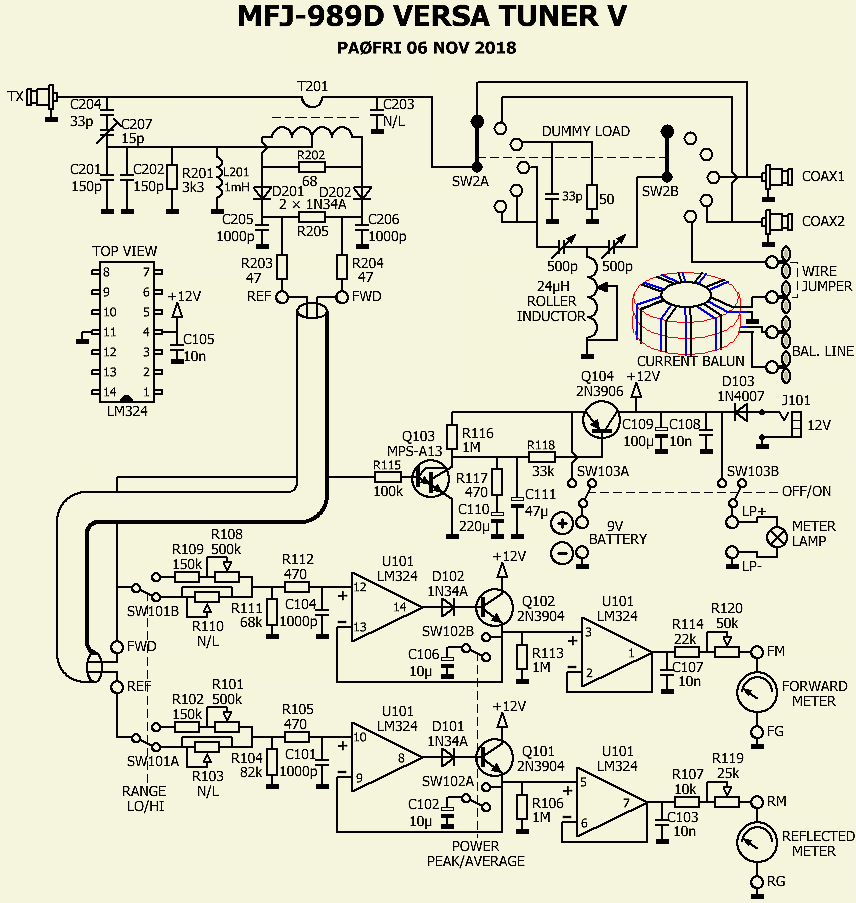 MFJ-989D VERSA TUNER V
PAØFRI 06 NOV 2018
TX
C204
33p
C207
15p
T201
C203
N/L
C201
150p
C202
150p
R201
3k3
L201
1mH
R202
68
D201
D202
2 × 1N34A
C205
1000p
R205
C206
1000p
R203
47
R204
47
REF
FWD
DUMMY LOAD
SW2A
33p
50
SW2B
COAX1
COAX2
500p
500p
24µH
ROLLER
INDUCTOR
CURRENT BALUN
WIRE
JUMPER
BAL. LINE
TOP VIEW
8
7
9
6
10
5
11
4
12
3
13
2
14
1
LM324
+12V
C105
10n
Q104
2N3906
+12V
D103
1N4007
J101
12V
C109
100µ
C108
10n
Q103
MPS-A13
R116
1M
R118
33k
R115
100k
R117
470
C111
47µ
C110
220µ
SW103A
SW103B
OFF/ON
+
9V
BATTERY
−
LP+
METER
LAMP
LP-
R109
150k
R108
500k
R112
470
SW101B
R110
N/L
R111
68k
C104
1000p
U101
LM324
12
+
14
13
−
D102
1N34A
+12V
Q102
2N3904
SW102B
C106
10µ
R113
1M
U101
LM324
3
+
1
2
−
R114
22k
R120
50k
C107
10n
FM
FORWARD
METER
FG
FWD
REF
R102
150k
R101
500k
R105
470
SW101A
R103
N/L
R104
82k
C101
1000p
RANGE
LO/HI
U101
LM324
10
+
8
9
−
D101
1N34A
+12V
Q101
2N3904
SW102A
C102
10µ
R106
1M
POWER
PEAK/AVERAGE
U101
LM324
5
+
7
6
−
R107
10k
R119
25k
C103
10n
RM
REFLECTED
METER
RG